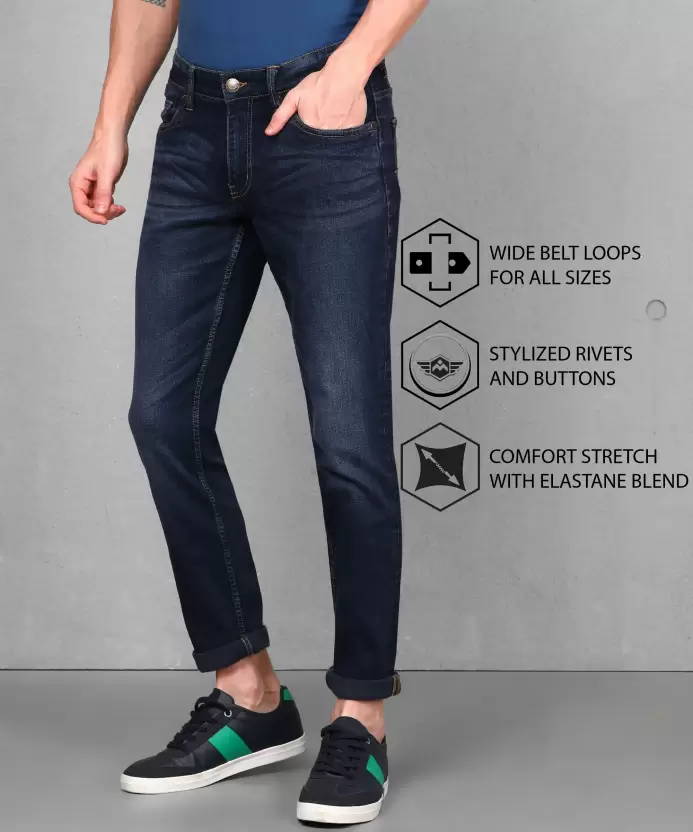 WIDE BELT LOOPS
FOR ALL SIZES
STYLIZED RIVETS
AND BUTTONS
COMFORT STRETCH
WITH ELASTANE BLEND